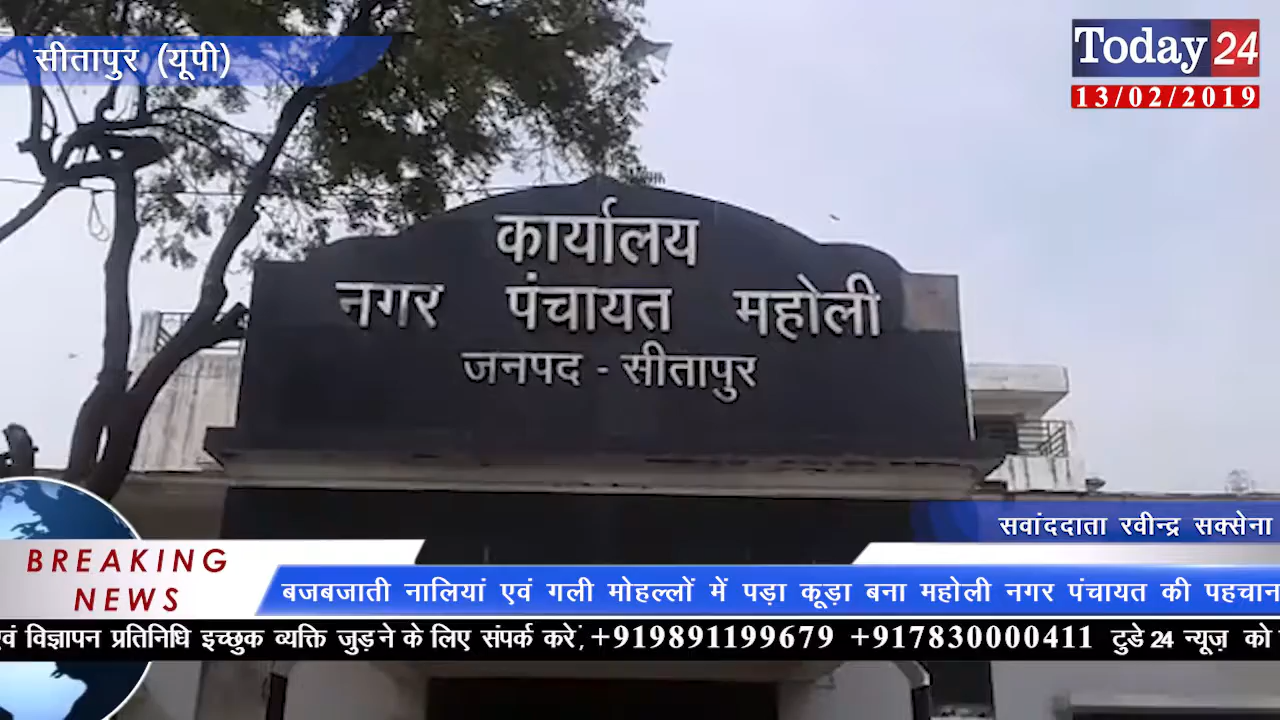 सीतापुर (यूपी)
Today 24
13/02/2019
कार्यालय
नगर पंचायत महोली
जनपद - सीतापुर
सवांददाता रवीन्द्र सक्सेना
BREAKING
NEWS
बजबजाती नालियां एवं गली मोहल्लों में पड़ा कूड़ा बना महोली नगर पंचायत की पहचान
एवं विज्ञापन प्रतिनिधि इच्छुक व्यक्ति जुड़ने के लिए संपर्क करें, +919891199679 +917830000411 टुडे 24 न्यूज़ को